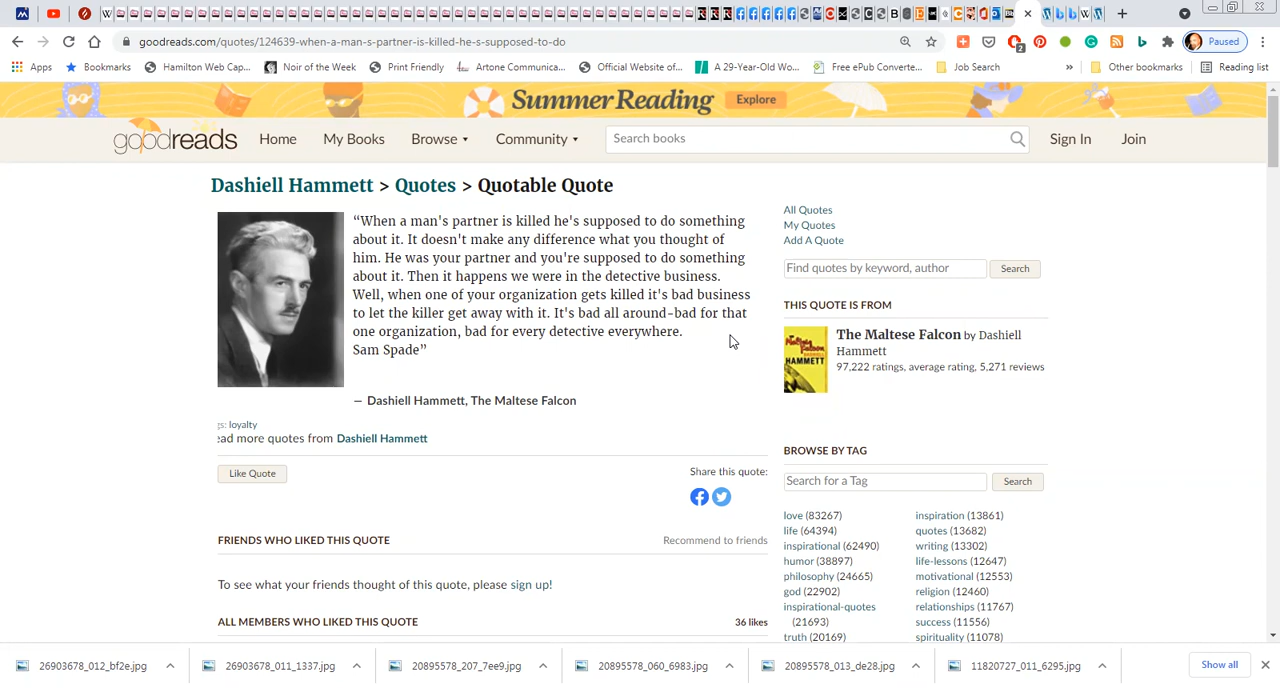 goodreads.com/quotes/124639-when-a-man-s-partner-is-killed-he-s-supposed-to-do
2
Paused
Apps
Bookmarks
Hamilton Web Cap...
Noir of the Week
Print Friendly
Artone Communica...
Official Website of...
A 29-Year-Old Wo...
Free ePub Converte...
Job Search
»
Other bookmarks
Reading list
Summer Reading
Explore
goodreads
Home
My Books
Browse ▾
Community ▾
Search books
Sign In
Join
Dashiell Hammett > Quotes > Quotable Quote
“When a man's partner is killed he's supposed to do something
about it. It doesn't make any difference what you thought of
him. He was your partner and you're supposed to do something
about it. Then it happens we were in the detective business.
Well, when one of your organization gets killed it's bad business
to let the killer get away with it. It's bad all around-bad for that
one organization, bad for every detective everywhere.
Sam Spade”
― Dashiell Hammett, The Maltese Falcon
gs: loyalty
ead more quotes from Dashiell Hammett
Like Quote
Share this quote:
FRIENDS WHO LIKED THIS QUOTE
Recommend to friends
To see what your friends thought of this quote, please sign up!
ALL MEMBERS WHO LIKED THIS QUOTE
36 likes
All Quotes
My Quotes
Add A Quote
Find quotes by keyword, author
Search
THIS QUOTE IS FROM
The Maltese Falcon by Dashiell
Hammett
97,222 ratings, average rating, 5,271 reviews
BROWSE BY TAG
Search for a Tag
Search
love (83267)
life (64394)
inspirational (62490)
humor (38897)
philosophy (24665)
god (22902)
inspirational-quotes
(21693)
truth (20169)
inspiration (13861)
quotes (13682)
writing (13302)
life-lessons (12647)
motivational (12553)
religion (12460)
relationships (11767)
success (11556)
spirituality (11078)
26903678_012_bf2e.jpg
26903678_011_1337.jpg
20895578_207_7ee9.jpg
20895578_060_6983.jpg
20895578_013_de28.jpg
11820727_011_6295.jpg
Show all